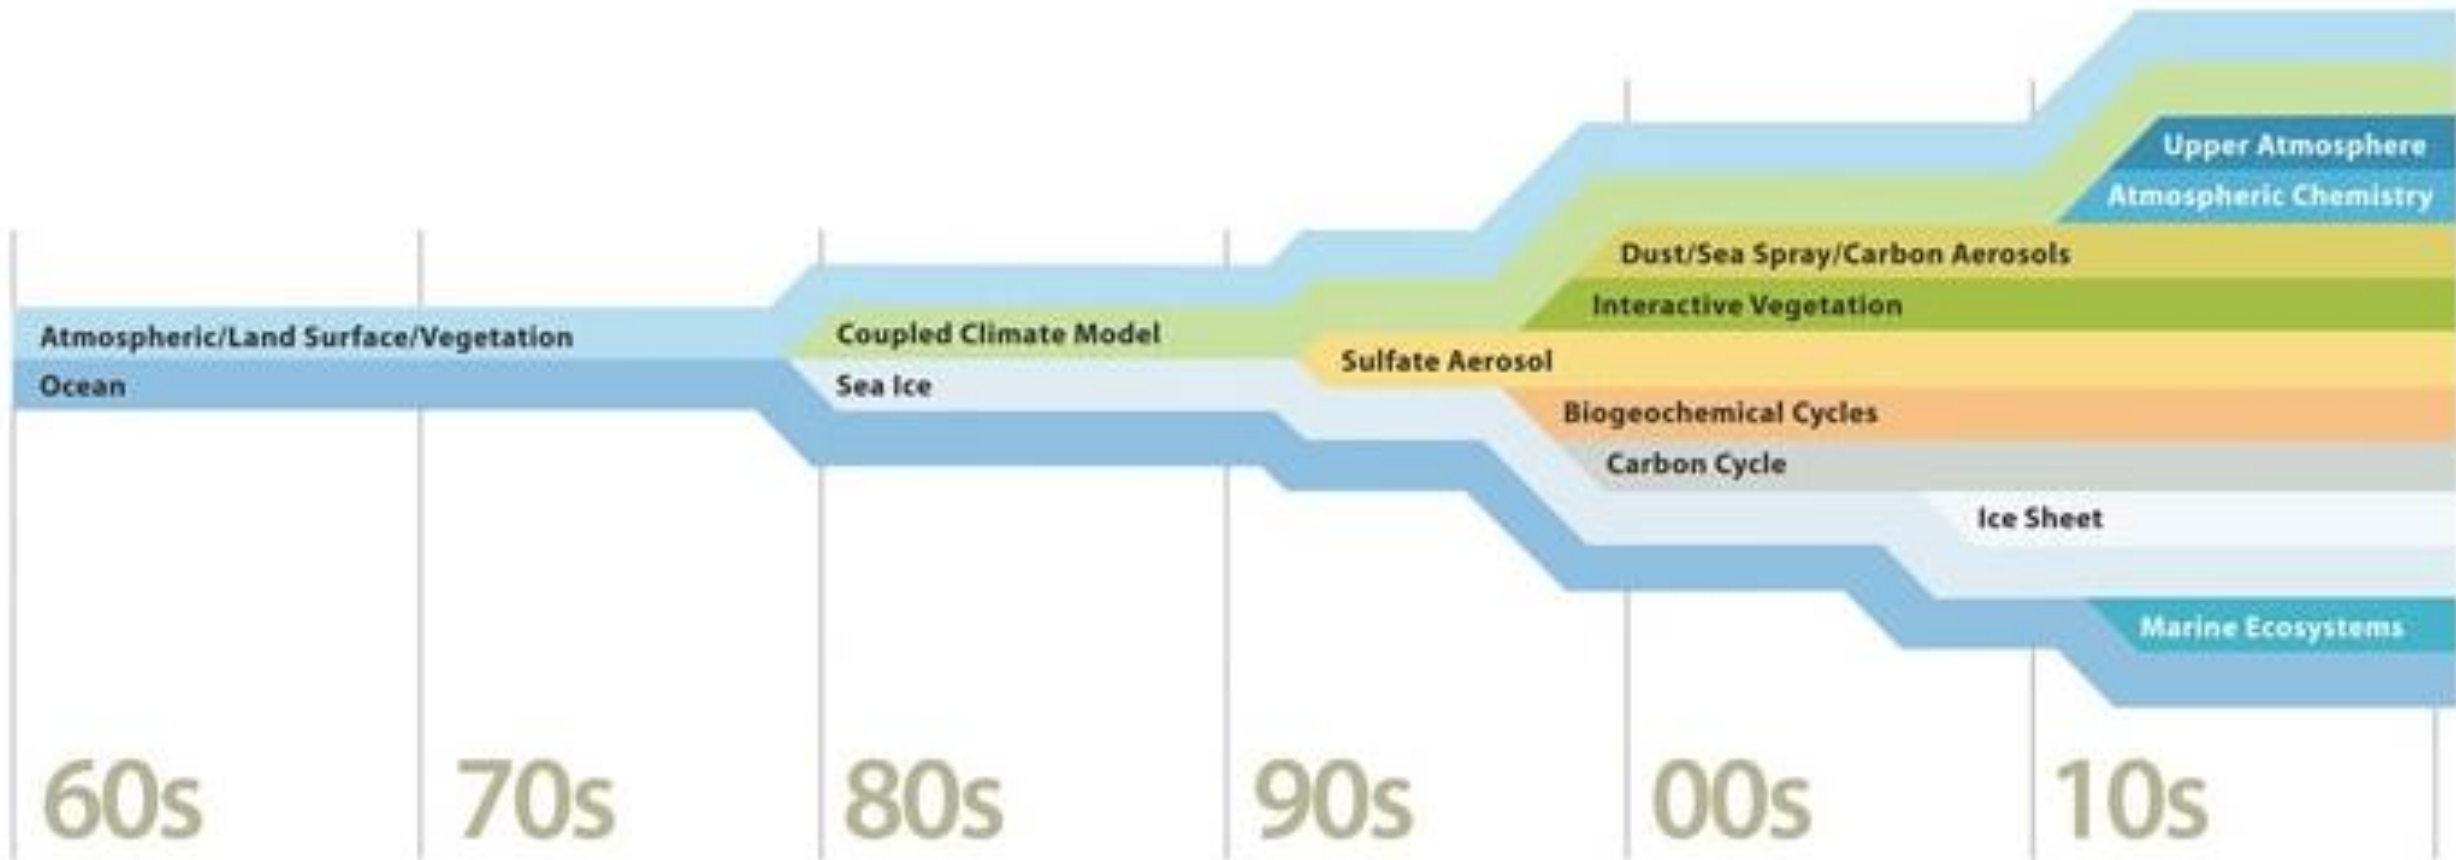 Upper Atmosphere
Atmospheric Chemistry
Dust/Sea Spray/Carbon Aerosols
Interactive Vegetation
Atmospheric/Land Surface/Vegetation
Coupled Climate Model
Sulfate Aerosol
Ocean
Sea Ice
Biogeochemical Cycles
Carbon Cycle
Ice Sheet
Marine Ecosystems
60s
70s
80s
90s
00s
10s